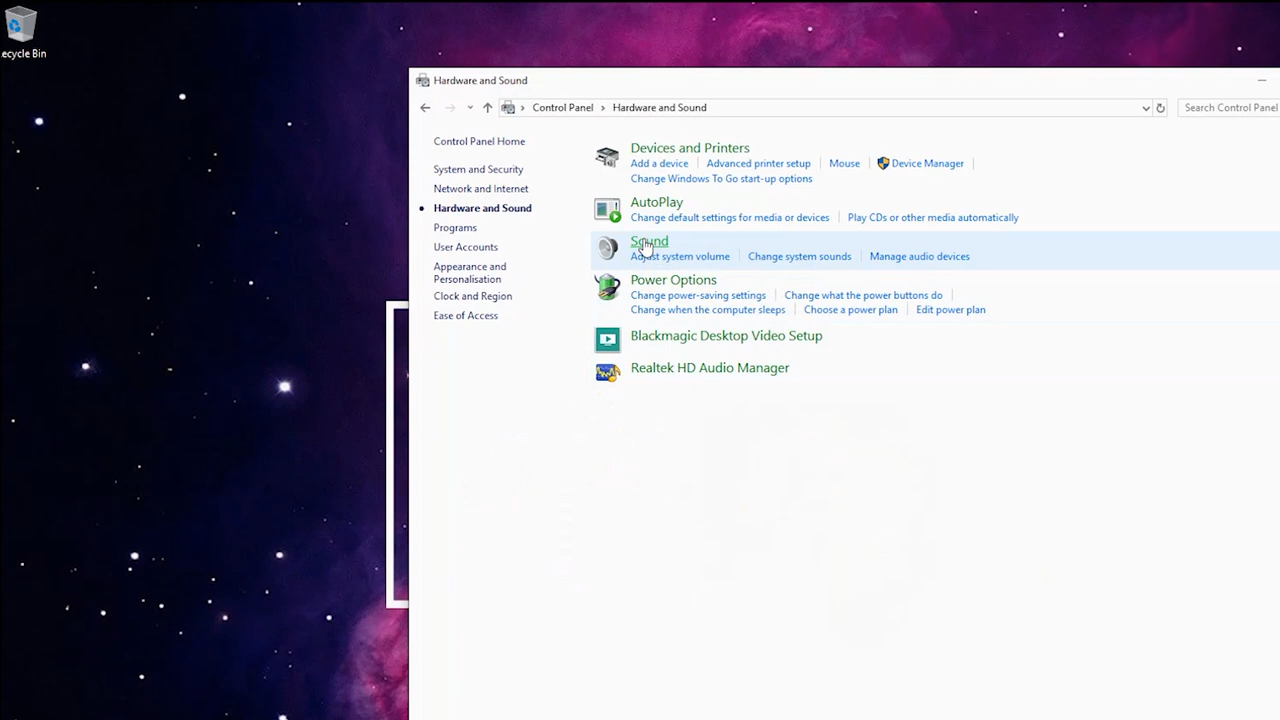 ecycle Bin
Hardware and Sound
Control Panel > Hardware and Sound
Search Control Panel
Control Panel Home
System and Security
Network and Internet
Hardware and Sound
Programs
User Accounts
Appearance and
Personalisation
Clock and Region
Ease of Access
Devices and Printers
Add a device | Advanced printer setup | Mouse | Device Manager |
Change Windows To Go start-up options
AutoPlay
Change default settings for media or devices | Play CDs or other media automatically
Sound
Adjust system volume | Change system sounds | Manage audio devices
Power Options
Change power-saving settings | Change what the power buttons do |
Change when the computer sleeps | Choose a power plan | Edit power plan
Blackmagic Desktop Video Setup
Realtek HD Audio Manager